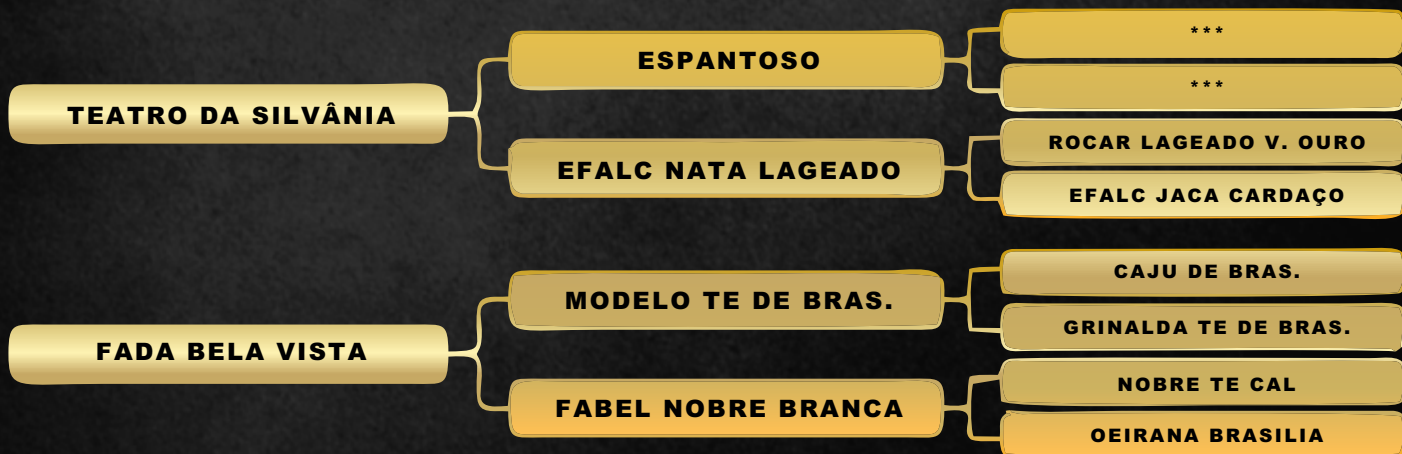 TEATRO DA SILVÂNIA
ESPANTOSO
***
***
EFALC NATA LAGEADO
ROCAR LAGEADO V. OURO
EFALC JACA CARDAÇO
FADA BELA VISTA
MODELO TE DE BRAS.
CAJU DE BRAS.
GRINALDA TE DE BRAS.
FABEL NOBRE BRANCA
NOBRE TE CAL
OEIRANA BRASILIA